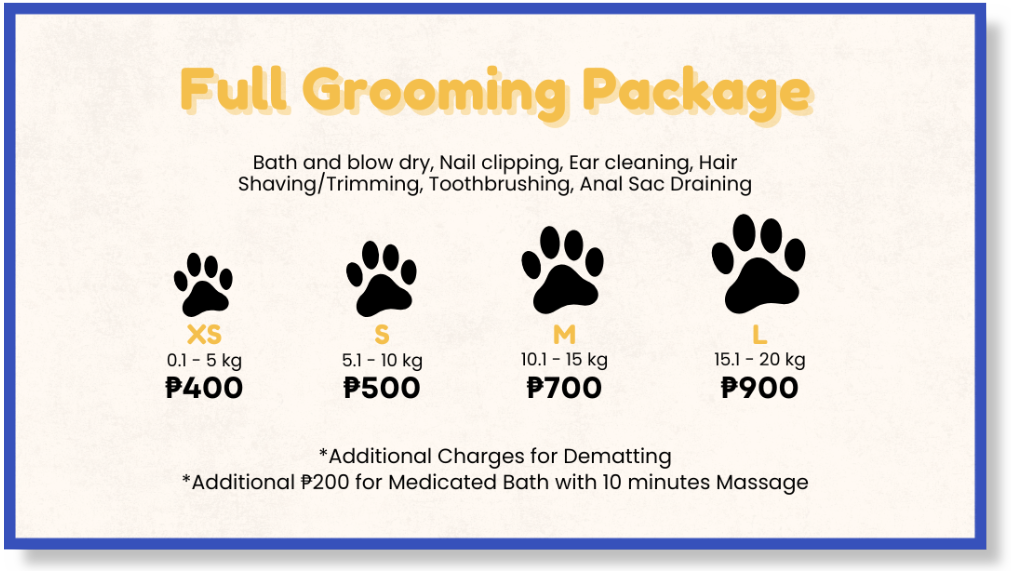 Full Grooming Package
Bath and blow dry, Nail clipping, Ear cleaning, Hair
Shaving/Trimming, Toothbrushing, Anal Sac Draining
XS
0.1 - 5 kg
₱400
S
5.1 - 10 kg
₱500
M
10.1 - 15 kg
₱700
L
15.1 - 20 kg
₱900
*Additional Charges for Dematting
*Additional ₱200 for Medicated Bath with 10 minutes Massage